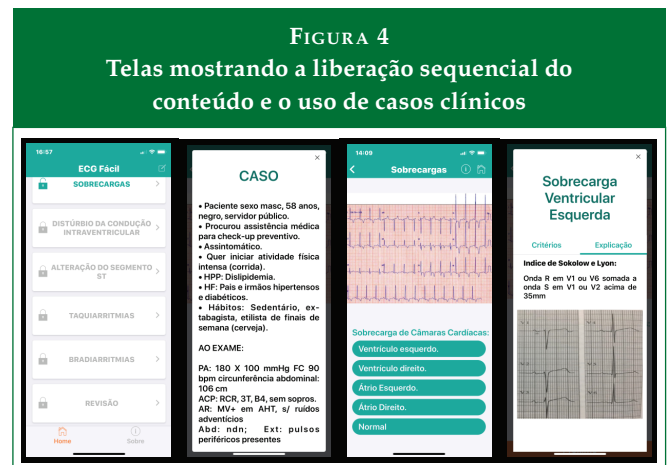 Figura 4
Telas mostrando a liberação sequencial do
conteúdo e o uso de casos clínicos
16:57
ECG Fácil
SOBRECARGAS
DISTÚRBIO DA CONDUÇÃO
INTRAVENTRICULAR
ALTERAÇÃO DO SEGMENTO
ST
TAQUIARRITMIAS
BRADIARRITMIAS
REVISÃO
Home
Sobre
CASO
• Paciente sexo masc, 58 anos,
negro, servidor público.
• Procurou assistência médica
para check-up preventivo.
• Assintomático.
• Quer iniciar atividade física
intensa (corrida).
• HPP: Dislipidemia.
• HF: Pais e irmãos hipertensos
e diabéticos.
• Hábitos: Sedentário, ex-
tabagista, etilista de finais de
semana (cerveja).
AO EXAME:
PA: 180 X 100 mmHg FC 90
bpm circunferência abdominal:
106 cm
ACP: RCR, 3T, B4, sem sopros.
AR: MV+ em AHT, s/ ruídos
adventícios
Abd: ndn; Ext: pulsos
periféricos presentes
14:09
Sobrecargas
Sobrecarga de Câmaras Cardíacas:
Ventrículo esquerdo.
Ventrículo direito.
Átrio Esquerdo.
Átrio Direito.
Normal
Sobrecarga
Ventricular
Esquerda
Critérios
Explicação
Indice de Sokolow e Lyon:
Onda R em V1 ou V6 somada a
onda S em V1 ou V2 acima de
35mm